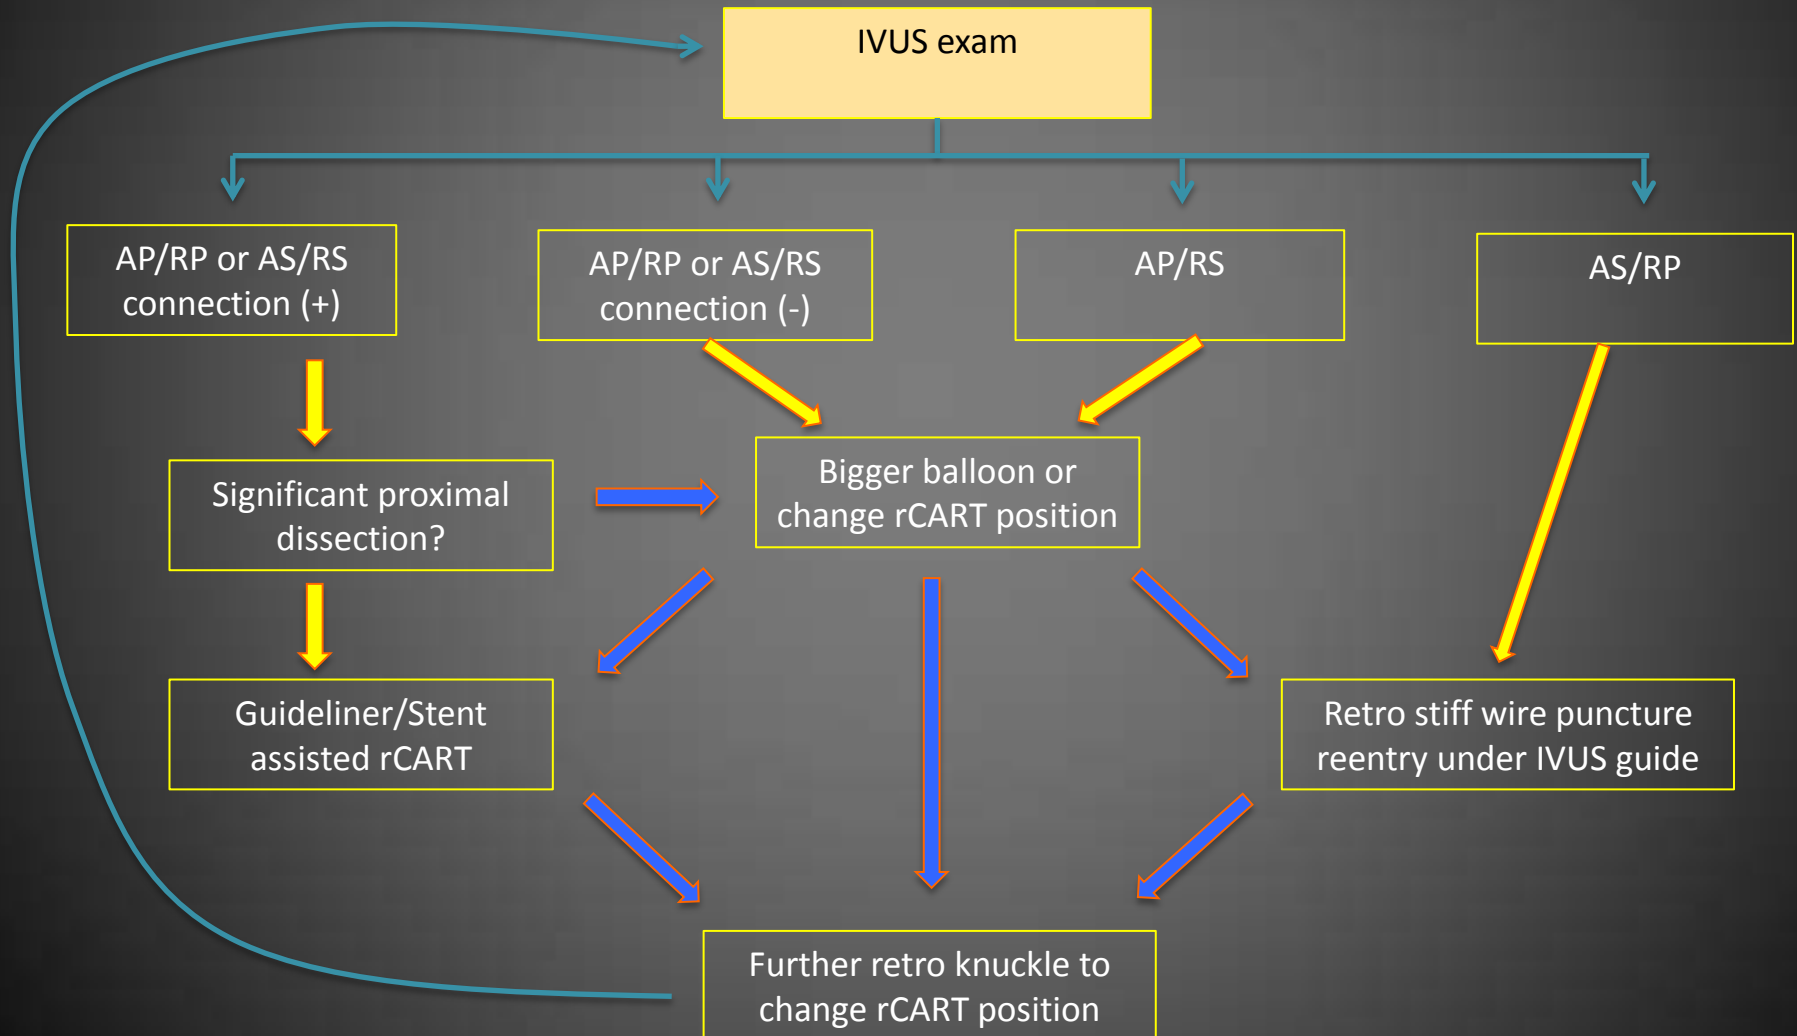 IVUS exam
AP/RP or AS/RS
connection (+)
AP/RP or AS/RS
connection (-)
AP/RS
AS/RP
Significant proximal
dissection?
Bigger balloon or
change rCART position
Guideliner/Stent
assisted rCART
Retro stiff wire puncture
reentry under IVUS guide
Further retro knuckle to
change rCART position